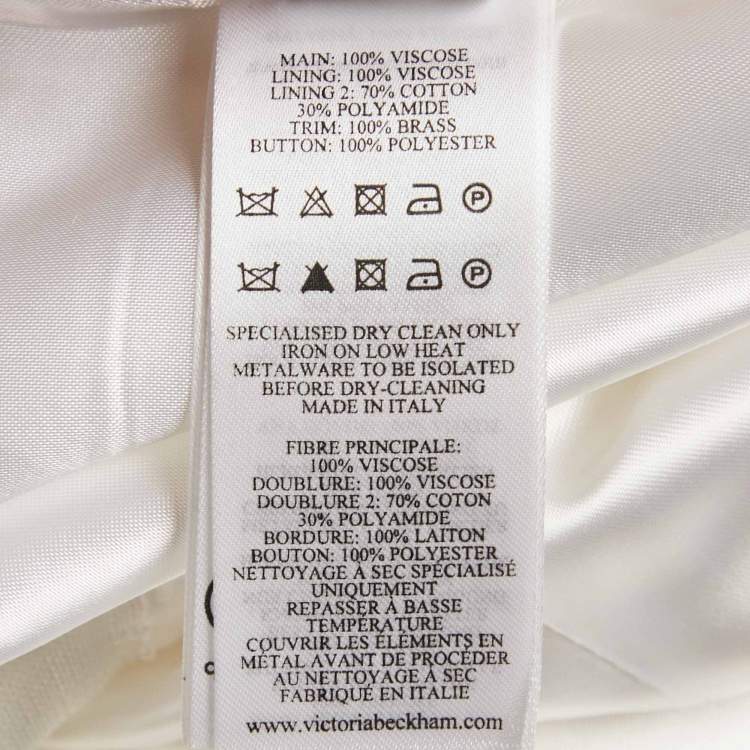 MAIN: 100% VISCOSE
LINING: 100% VISCOSE
LINING 2: 70% COTTON
30% POLYAMIDE
TRIM: 100% BRASS
BUTTON: 100% POLYESTER
P
P
SPECIALISED DRY CLEAN ONLY
IRON ON LOW HEAT
METALWARE TO BE ISOLATED
BEFORE DRY-CLEANING
MADE IN ITALY
FIBRE PRINCIPALE:
100% VISCOSE
DOUBLURE: 100% VISCOSE
DOUBLURE 2: 70% COTON
30% POLYAMIDE
BORDURE: 100% LAITON
BOUTON: 100% POLYESTER
NETTOYAGE À SEC SPÉCIALISÉ
UNIQUEMENT
REPASSER À BASSE
TEMPÉRATURE
COUVRIR LES ÉLÉMENTS EN
MÉTAL AVANT DE PROCÉDER
AU NETTOYAGE À SEC
FABRIQUÉ EN ITALIE
www.victoriabeckham.com